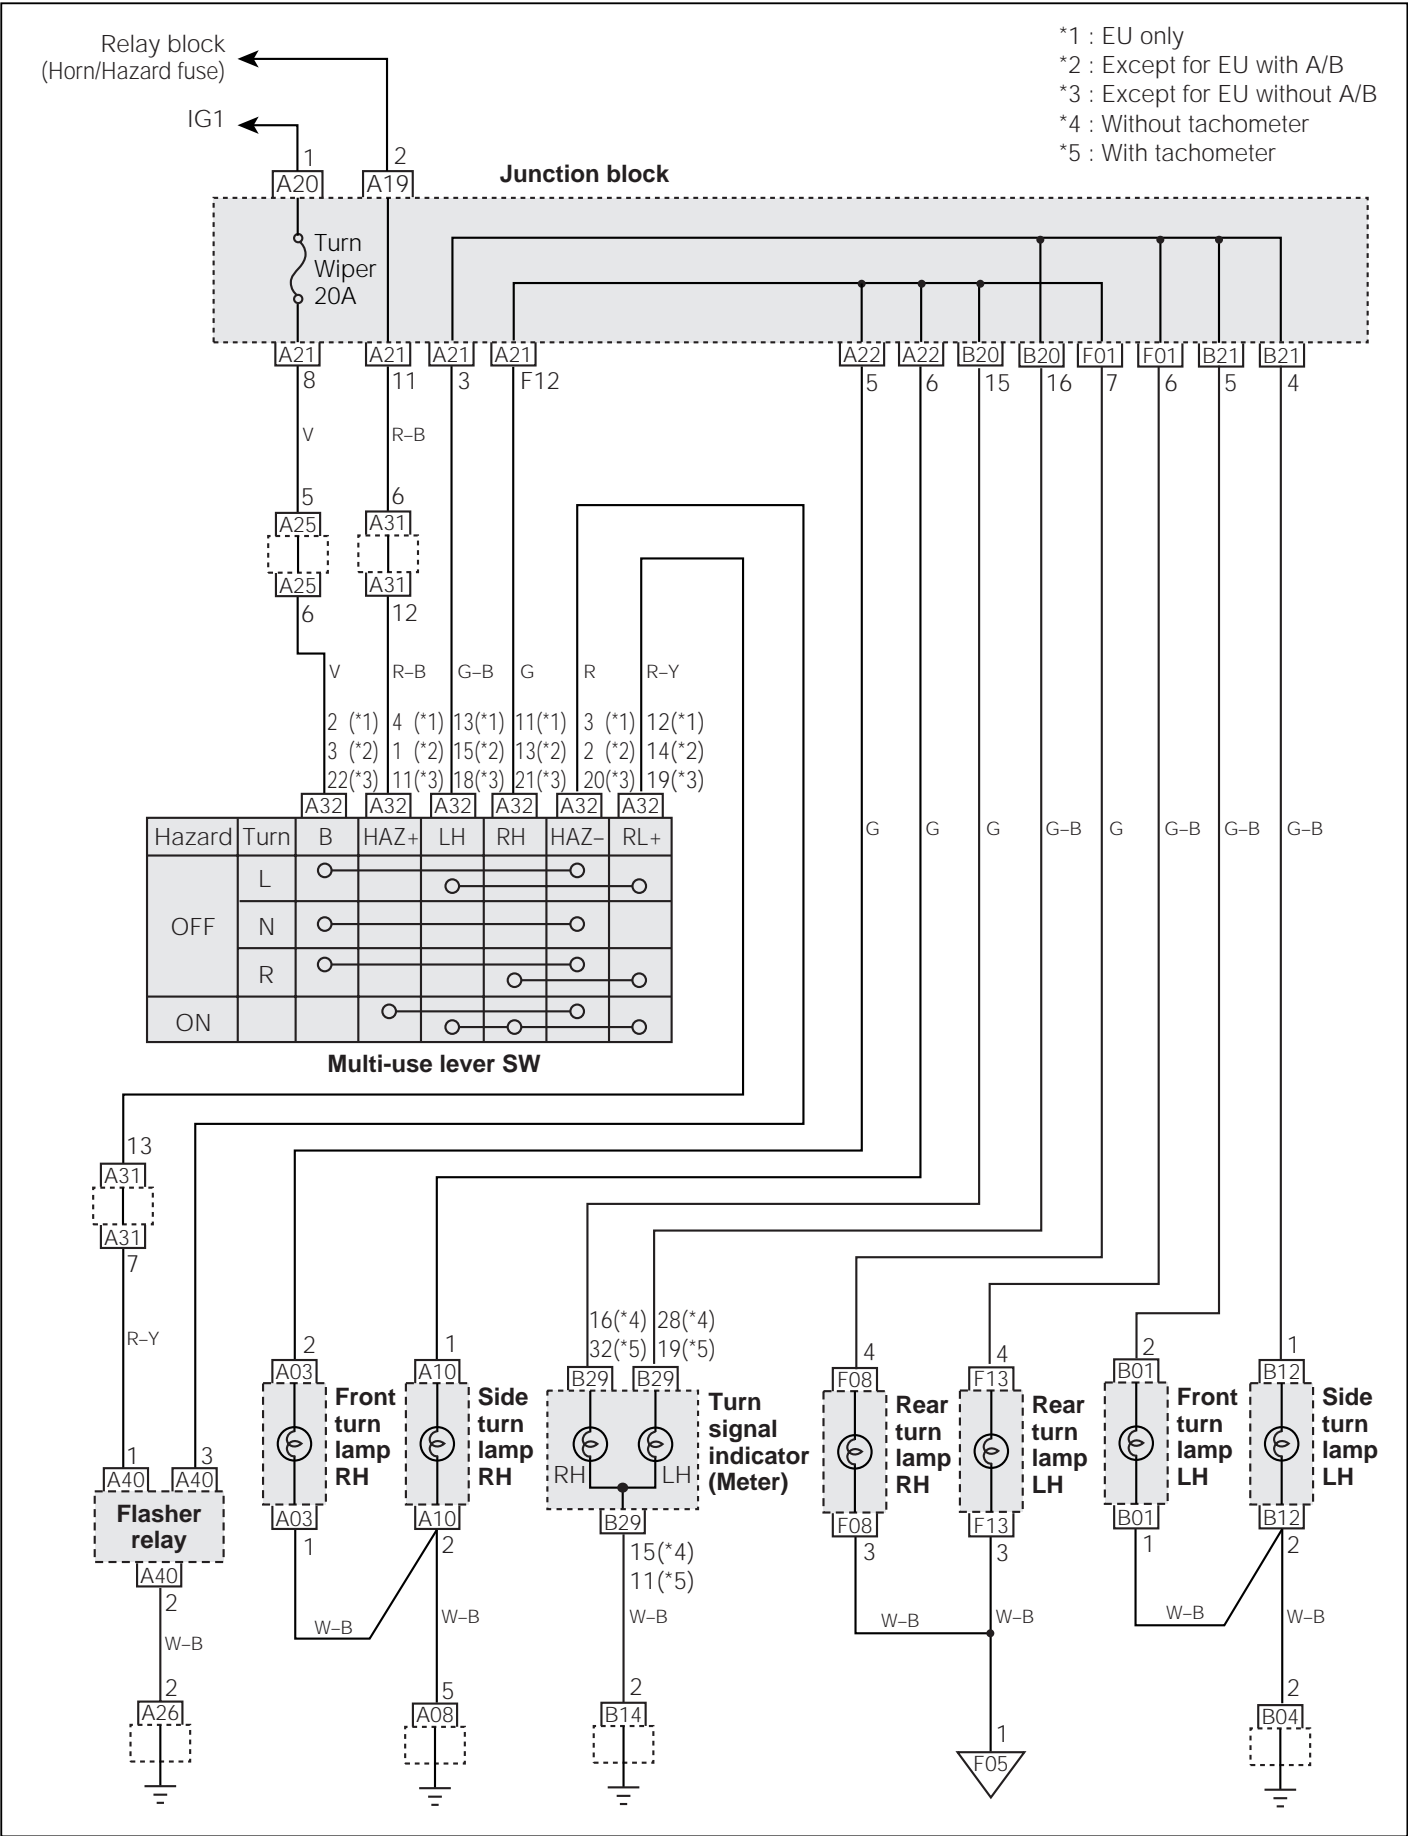 Relay block
(Horn/Hazard fuse)
IG1
*1 : EU only
*2 : Except for EU with A/B
*3 : Except for EU without A/B
*4 : Without tachometer
*5 : With tachometer
1 2
A20 A19
Junction block
Turn
Wiper
20A
A21 A21 A21 A21 A22 A22 B20 B20 F01 F01 B21 B21
8 11 3 F12 5 6 15 16 7 6 5 4
V R–B
5 6
A25 A31
A25 A31
6 12
V R–B G–B G R R–Y
2 (*1) 4 (*1) 13(*1) 11(*1) 3 (*1) 12(*1)
3 (*2) 1 (*2) 15(*2) 13(*2) 2 (*2) 14(*2)
22(*3) 11(*3) 18(*3) 21(*3) 20(*3) 19(*3)
A32 A32 A32 A32 A32 A32
G G G G–B G G–B G–B G–B
Hazard Turn B HAZ+ LH RH HAZ– RL+
L
OFF N
R
ON
Multi-use lever SW
13
A31
A31
7
R–Y
16(*4) 28(*4)
32(*5) 19(*5)
2 1 4 4 2 1
A03 A10 B29 B29 F08 F13 B01 B12
Front
turn
lamp
RH
Side
turn
lamp
RH
RH LH
Turn
signal
indicator
(Meter)
Rear
turn
lamp
RH
Rear
turn
lamp
LH
Front
turn
lamp
LH
Side
turn
lamp
LH
1 3
A40 A40
Flasher
relay
A40
2
A03 A10 B29 F08 F13 B01 B12
1 2 3 3 1 2
15(*4)
11(*5)
W–B W–B W–B W–B W–B W–B W–B W–B
2 5 2 1 2
A26 A08 B14 F05 B04